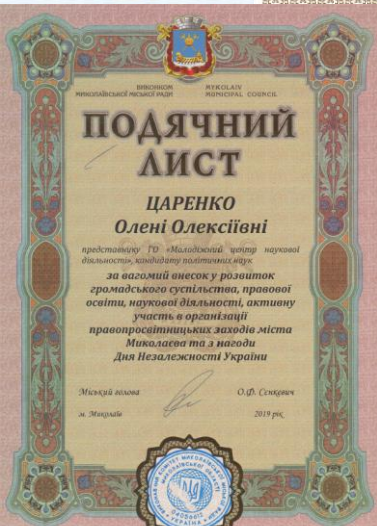 ВИКОНКОМ
МИКОЛАЇВСЬКОЇ МІСЬКОЇ РАДИ
MYKOLAIV
MUNICIPAL COUNCIL
ПОДЯЧНИЙ
ЛИСТ
ЦАРЕНКО
Олені Олексіївні
представнику ГО «Молодіжний центр наукової
діяльності», кандидату політичних наук
за вагомий внесок у розвиток
громадського суспільства, правової
освіти, наукової діяльності, активну
участь в організації
правопросвітницьких заходів міста
Миколаєва та з нагоди
Дня Незалежності України
Міський голова
О.Ф. Сєнкевич
м. Миколаїв
2019 рік